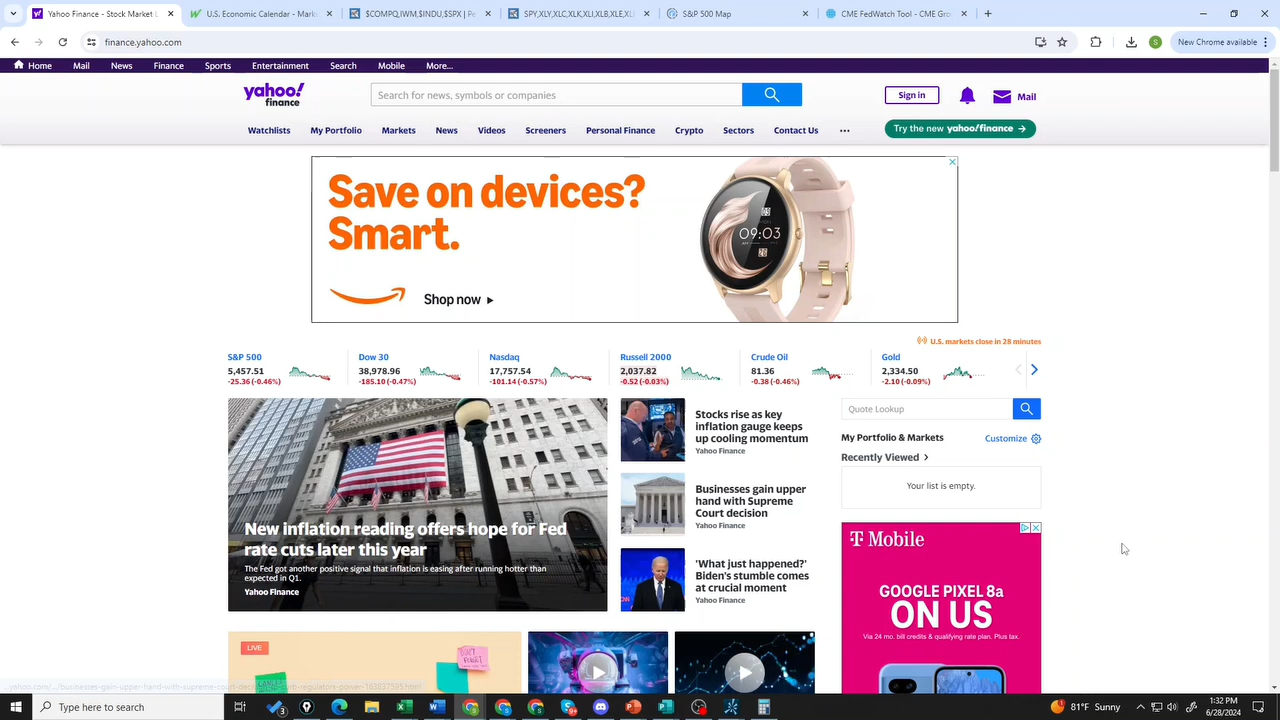 Yahoo Finance - Stock Market L
U.S. Economic Calendar - Marke
$COMPQ,IWM,$INDU,$SPX | Pe
SPY,XLY,XLC,XLK,XLI,XLB,XLE,XL
S&P 500 Map
CME FedWatch Tool - CME Gro
finance.yahoo.com
S
New Chrome available
Home Mail News Finance Sports Entertainment Search Mobile More...
yahoo!
finance
Search for news, symbols or companies
Sign in
Mail
Watchlists My Portfolio Markets News Videos Screeners Personal Finance Crypto Sectors Contact Us ...
Try the new yahoo!finance
Save on devices?
Smart.
Shop now
09:03
U.S. markets close in 28 minutes
S&P 500
5,457.51
-25.36 (-0.46%)
Dow 30
38,978.96
-185.10 (-0.47%)
Nasdaq
17,757.54
-101.14 (-0.57%)
Russell 2000
2,037.82
-0.52 (-0.03%)
Crude Oil
81.36
-0.38 (-0.46%)
Gold
2,334.50
-2.10 (-0.09%)
New inflation reading offers hope for Fed
rate cuts later this year
The Fed got another positive signal that inflation is easing after running hotter than
expected in Q1.
Yahoo Finance
Stocks rise as key
inflation gauge keeps
up cooling momentum
Yahoo Finance
Businesses gain upper
hand with Supreme
Court decision
Yahoo Finance
'What just happened?'
Biden's stumble comes
at crucial moment
Yahoo Finance
Quote Lookup
My Portfolio & Markets
Customize
Recently Viewed
Your list is empty.
T Mobile
GOOGLE PIXEL 8a
ON US
Via 24 mo. bill credits & qualifying rate plan. Plus tax.
LIVE
Type here to search
3
81°F Sunny
1:32 PM
6/28/2024